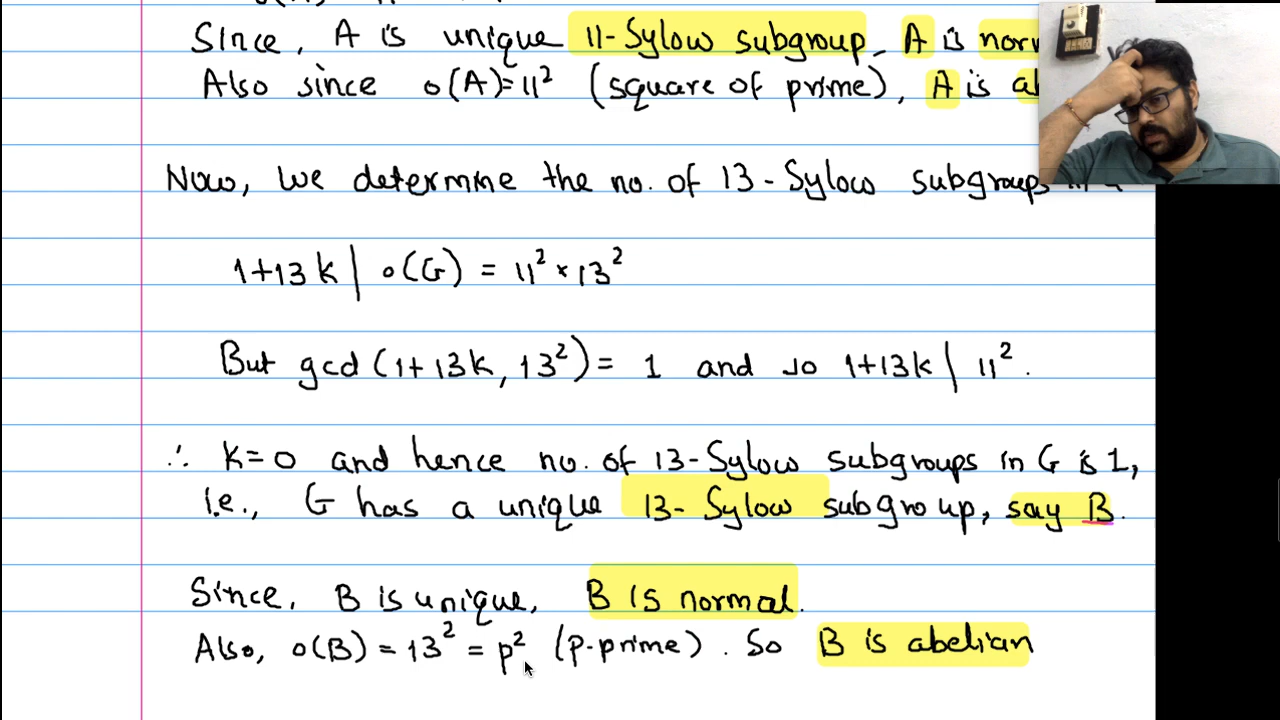 Since, A is unique 11-Sylow subgroup. A is
Also since o(A)=11² (square of prime), A is
Now, we determine the no. of 13-Sylow subgroups in
1+13k | o(G) = 11² × 13²
But gcd (1+13k, 13²) = 1 and so 1+13k | 11².
∴ k=0 and hence no. of 13-Sylow subgroups in G is 1,
i.e., G has a unique 13-Sylow subgroup, say B.
Since, B is unique, B is normal.
Also, o(B) = 13² = p² (p-prime). So B is abelian